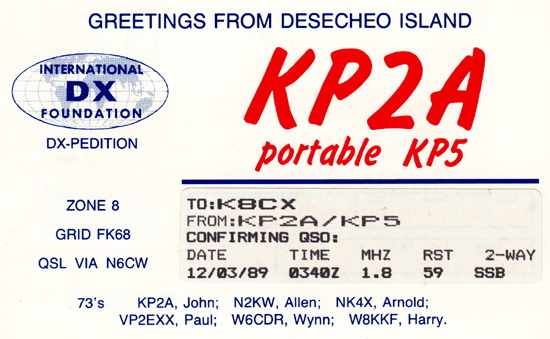 GREETINGS FROM DESECHEO ISLAND
INTERNATIONAL
DX
FOUNDATION
DX-PEDITION
KP2A
portable KP5
ZONE 8
GRID FK68
QSL VIA N6CW
TO:K8CX
FROM:KP2A/KP5
CONFIRMING QSO:
DATE TIME MHZ RST 2-WAY
12/03/89 0340Z 1.8 59 SSB
73's KP2A, John; N2KW, Allen; NK4X, Arnold;
VP2EXX, Paul; W6CDR, Wynn; W8KKF, Harry.